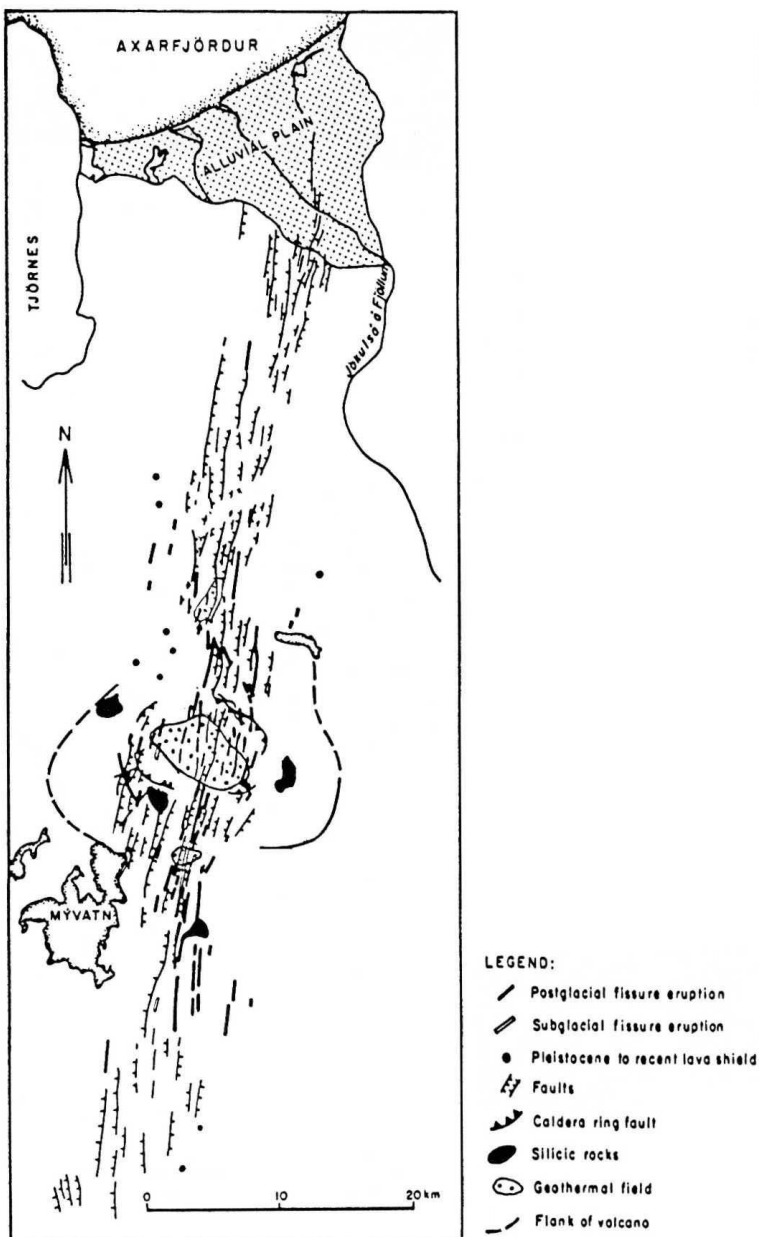 AXARFJÖRDUR
ALLUVIAL PLAIN
TJÖRNES
Jökulsá á Fjöllum
N
MÝVATN
0 10 20 km
LEGEND:
Postglacial fissure eruption
Subglacial fissure eruption
Pleistocene to recent lava shield
Faults
Caldera ring fault
Silicic rocks
Geothermal field
Flank of volcano